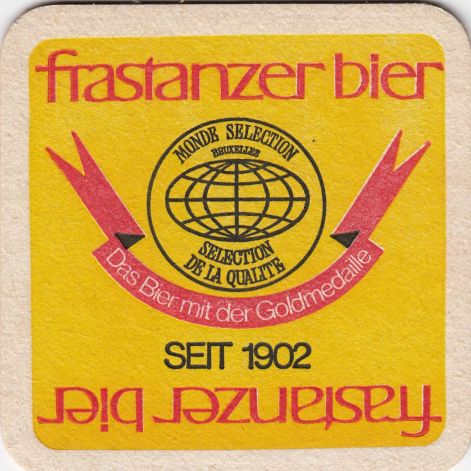 frastanzer bier
MONDE SELECTION
BRUXELLES
SELECTION
DE LA QUALITE
Das Bier mit der Goldmedaille
SEIT 1902
frastanzer bier